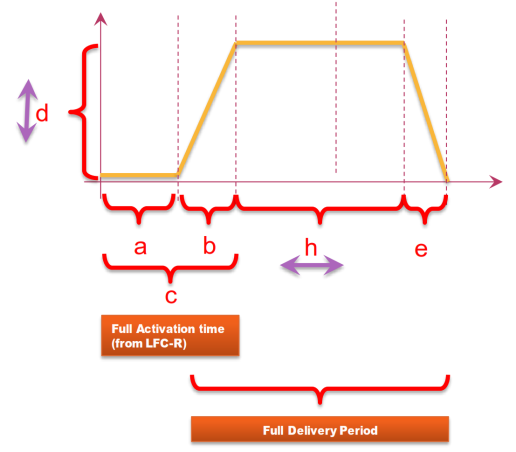 d
a
b
h
e
c
Full Activation time
(from LFC-R)
Full Delivery Period